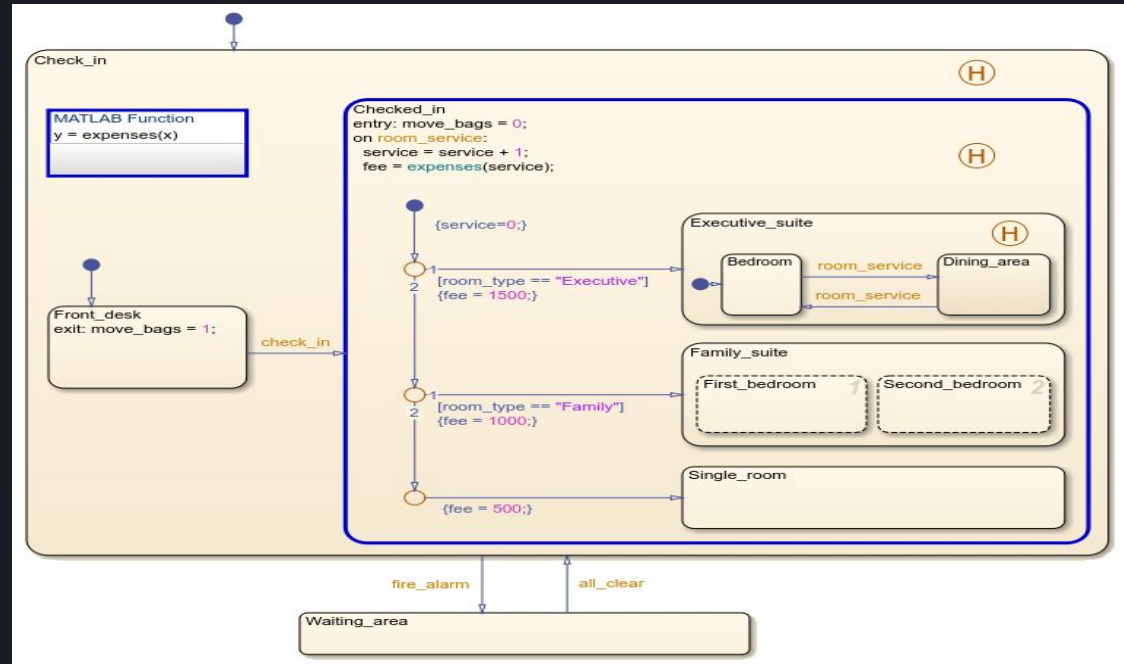 Check_in
H
MATLAB Function
y = expenses(x)
Checked_in
entry: move_bags = 0;
on room_service:
service = service + 1;
fee = expenses(service);
H
{service=0;}
Executive_suite
H
Bedroom
room_service
Dining_area
room_service
1
[room_type == "Executive"]
2
{fee = 1500;}
Front_desk
exit: move_bags = 1;
check_in
Family_suite
First_bedroom 1
Second_bedroom 2
1
[room_type == "Family"]
2
{fee = 1000;}
Single_room
{fee = 500;}
fire_alarm
all_clear
Waiting_area